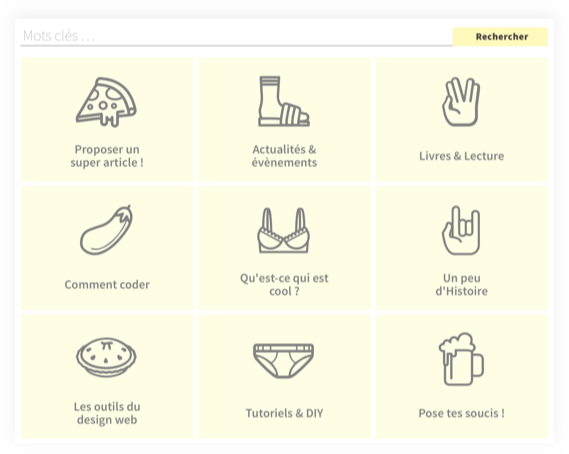 Mots clés ...
Rechercher
Proposer un
super article !
Actualités &
évènements
Livres & Lecture
Comment coder
Qu'est-ce qui est
cool ?
Un peu
d'Histoire
Les outils du
design web
Tutoriels & DIY
Pose tes soucis !